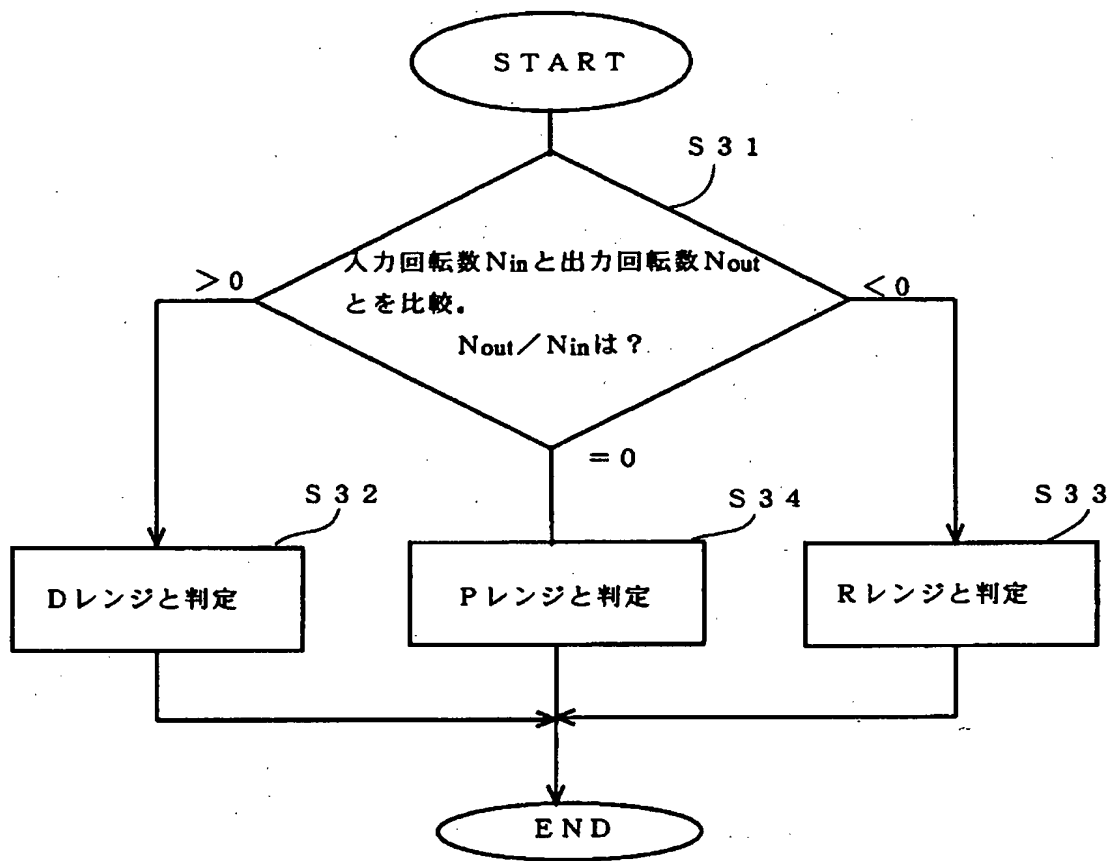 START
S31
入力回転数Ninと出力回転数Nout
とを比較。
Nout／Ninは？
＞0
＜0
＝0
S32
S34
S33
Dレンジと判定
Pレンジと判定
Rレンジと判定
END